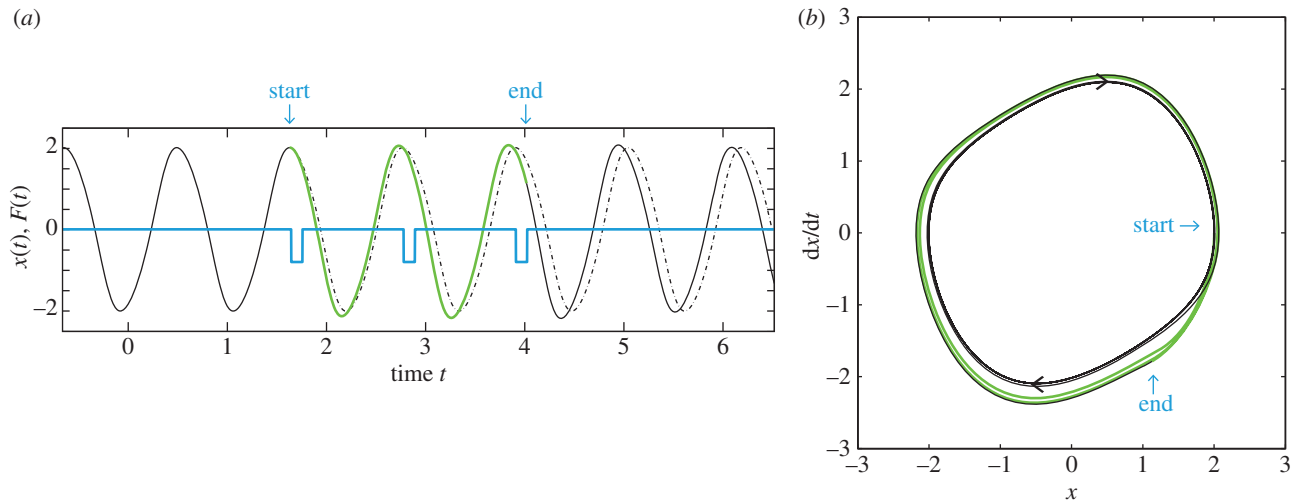 (a)
start end
2
0
−2
x(t), F(t)
0 1 2 3 4 5 6
time t
(b)
3
2
1
0
−1
−2
−3
dx/dt
start →
end
−3 −2 −1 0 1 2 3
x